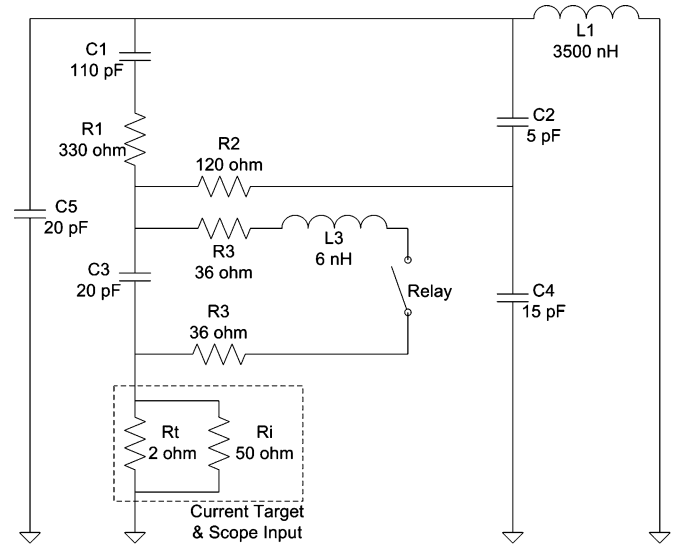 L1
3500 nH
C1
110 pF
C2
5 pF
R1
330 ohm
R2
120 ohm
C5
20 pF
R3
36 ohm
L3
6 nH
C3
20 pF
Relay
C4
15 pF
R3
36 ohm
Rt
2 ohm
Ri
50 ohm
Current Target
& Scope Input